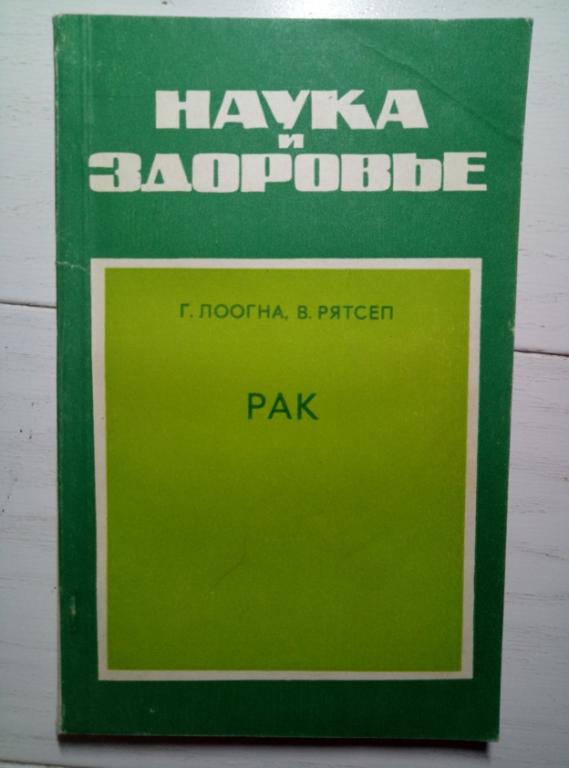 НАУКА
и
ЗДОРОВЬЕ
Г. ЛООГНА, В. РЯТСЕП
РАК